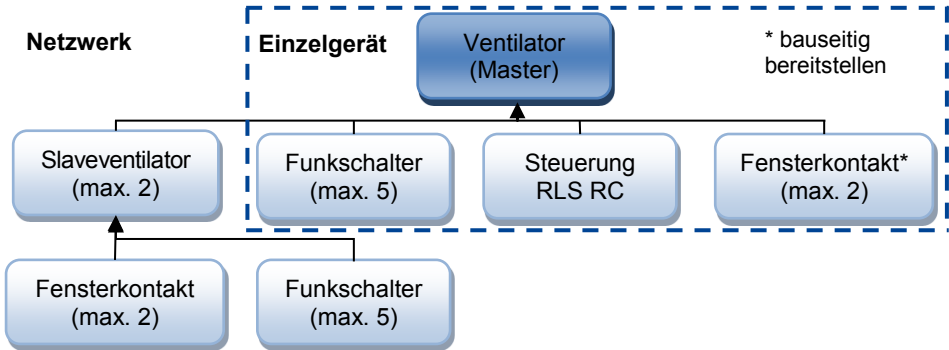 Netzwerk
Einzelgerät
Ventilator
(Master)
* bauseitig
bereitstellen
Slaveventilator
(max. 2)
Funkschalter
(max. 5)
Steuerung
RLS RC
Fensterkontakt*
(max. 2)
Fensterkontakt
(max. 2)
Funkschalter
(max. 5)